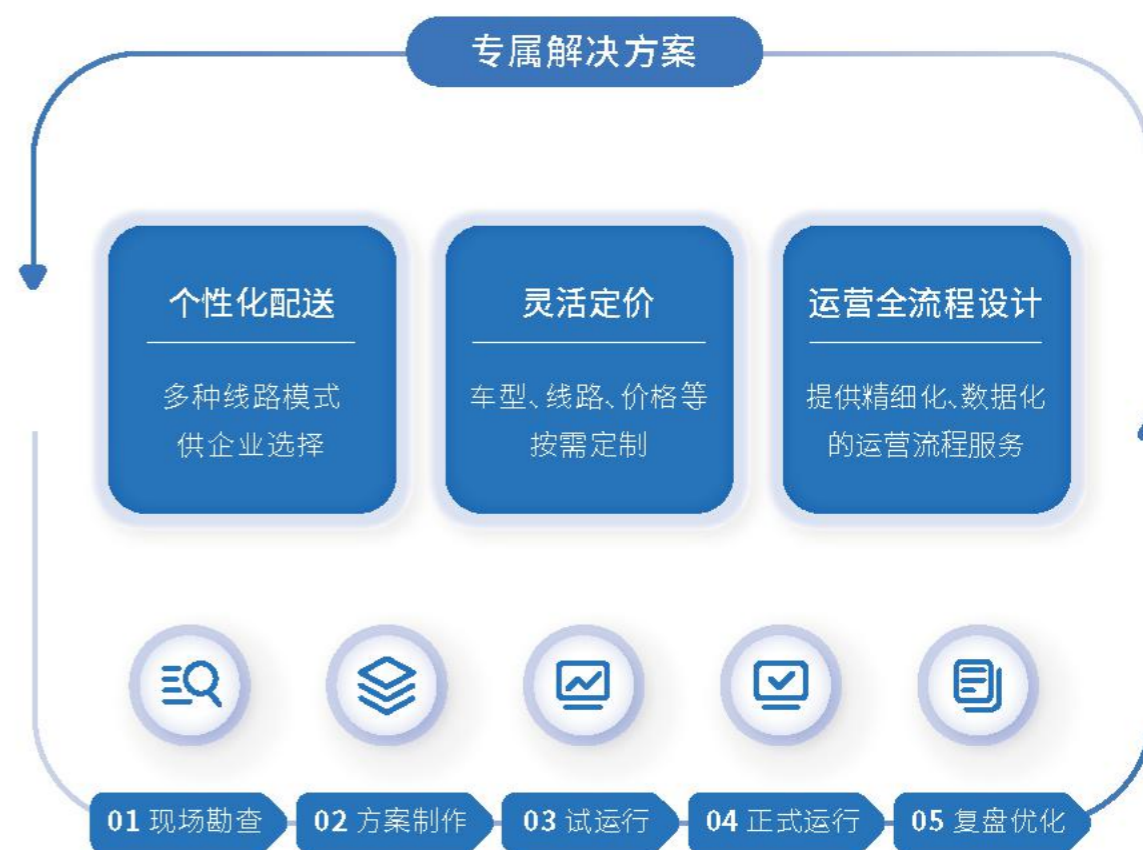 专属解决方案
个性化配送
多种线路模式
供企业选择
灵活定价
车型、线路、价格等
按需定制
运营全流程设计
提供精细化、数据化
的运营流程服务
01 现场勘查
02 方案制作
03 试运行
04 正式运行
05 复盘优化